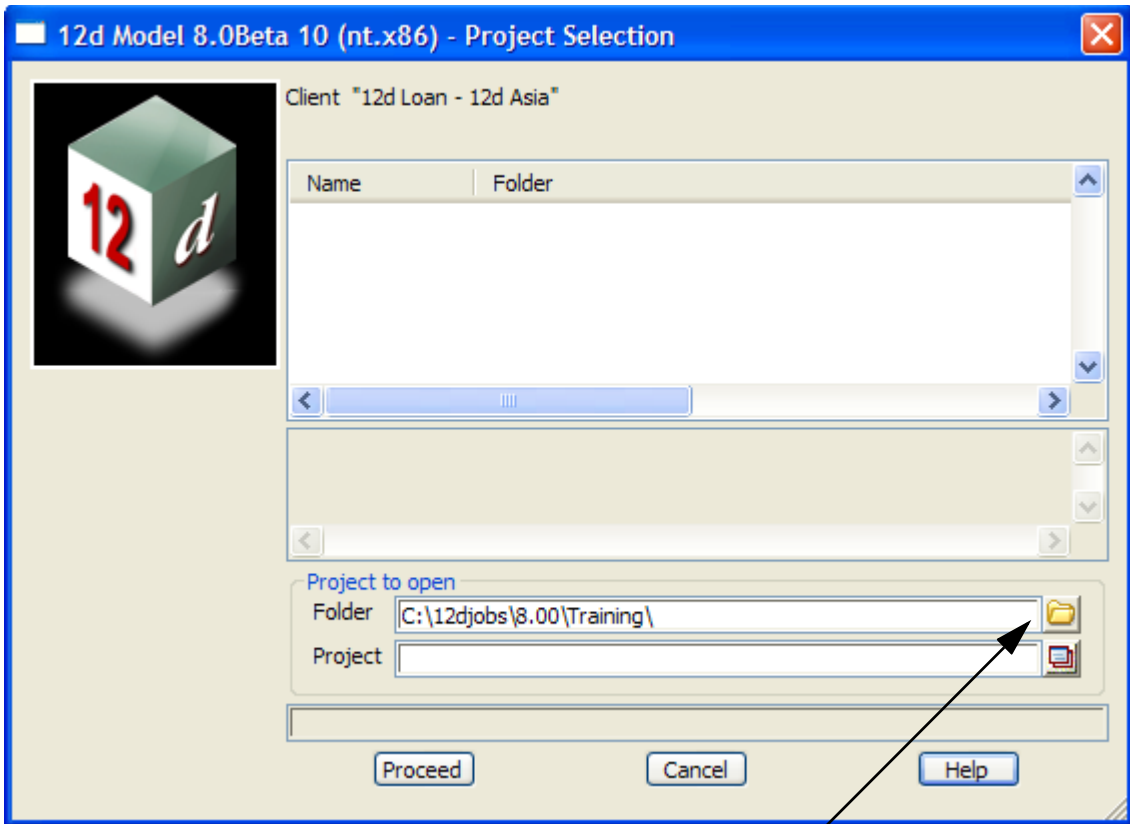 12d Model 8.0Beta 10 (nt.x86) - Project Selection
12 d
Client "12d Loan - 12d Asia"
Name Folder
Project to open
Folder C:\12djobs\8.00\Training\
Project
Proceed Cancel Help